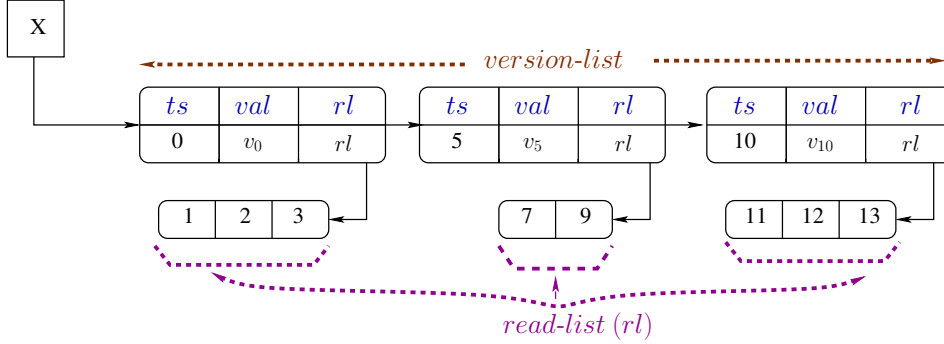 X
version-list
ts val rl ts val rl ts val rl
0 v₀ rl 5 v₅ rl 10 v₁₀ rl
1 2 3 7 9 11 12 13
read-list (rl)